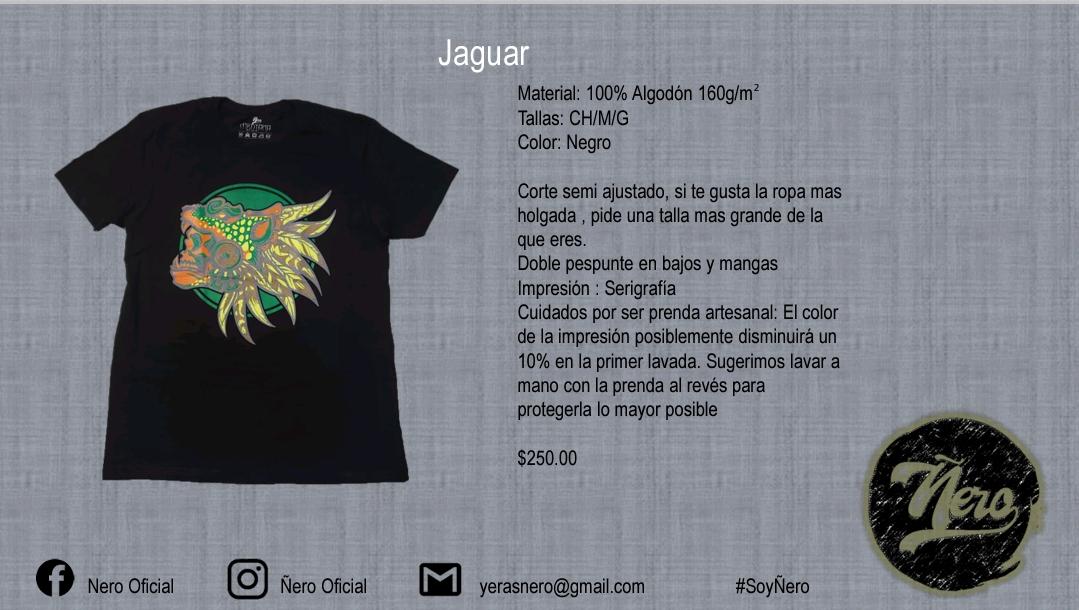 Jaguar
Material: 100% Algodón 160g/m²
Tallas: CH/M/G
Color: Negro
Corte semi ajustado, si te gusta la ropa mas
holgada , pide una talla mas grande de la
que eres.
Doble pespunte en bajos y mangas
Impresión : Serigrafía
Cuidados por ser prenda artesanal: El color
de la impresión posiblemente disminuirá un
10% en la primer lavada. Sugerimos lavar a
mano con la prenda al revés para
protegerla lo mayor posible
$250.00
Ñero
Nero Oficial
Ñero Oficial
yerasnero@gmail.com
#SoyÑero